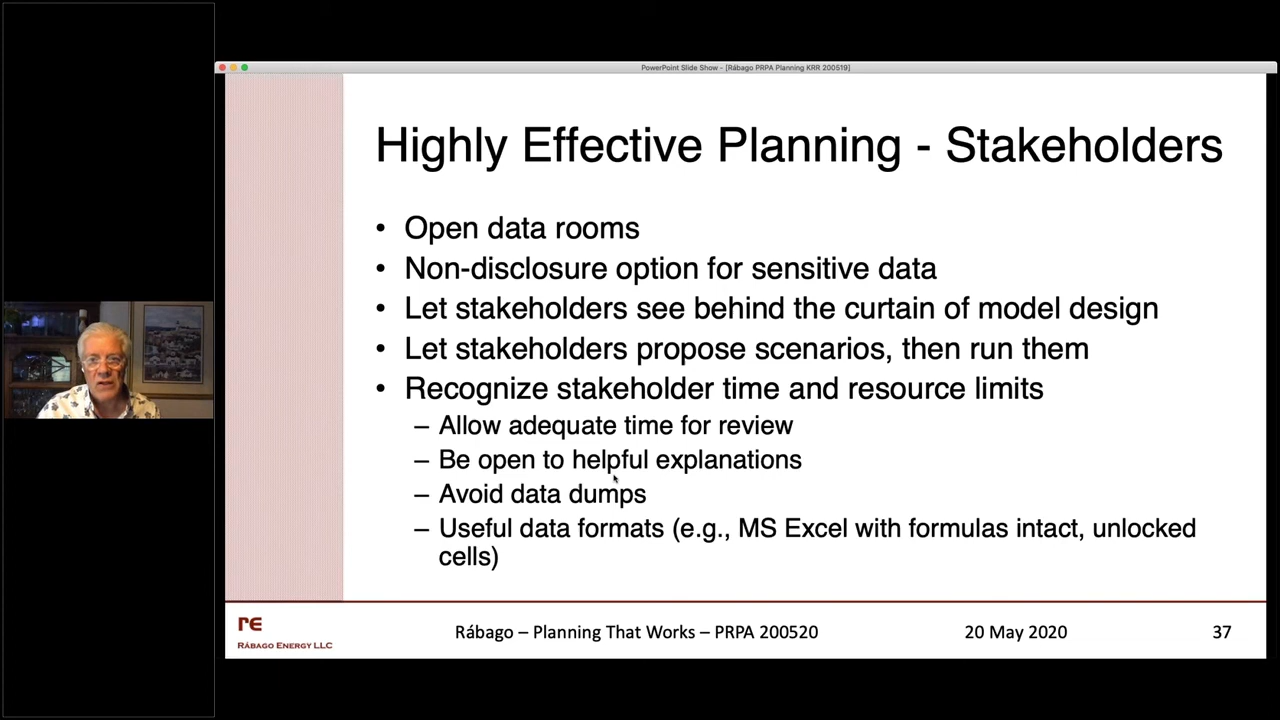 PowerPoint Slide Show - [Rábago PRPA Planning KRR 200519]
Highly Effective Planning - Stakeholders
• Open data rooms
• Non-disclosure option for sensitive data
• Let stakeholders see behind the curtain of model design
• Let stakeholders propose scenarios, then run them
• Recognize stakeholder time and resource limits
– Allow adequate time for review
– Be open to helpful explanations
– Avoid data dumps
– Useful data formats (e.g., MS Excel with formulas intact, unlocked
cells)
re
RÁBAGO ENERGY LLC
Rábago – Planning That Works – PRPA 200520
20 May 2020
37